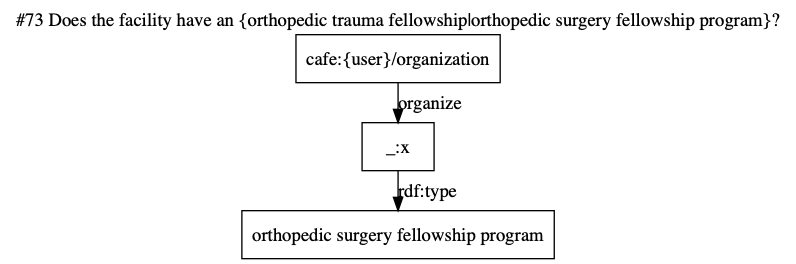 #73 Does the facility have an {orthopedic trauma fellowship|orthopedic surgery fellowship program}?
cafe:{user}/organization
organize
_:x
rdf:type
orthopedic surgery fellowship program